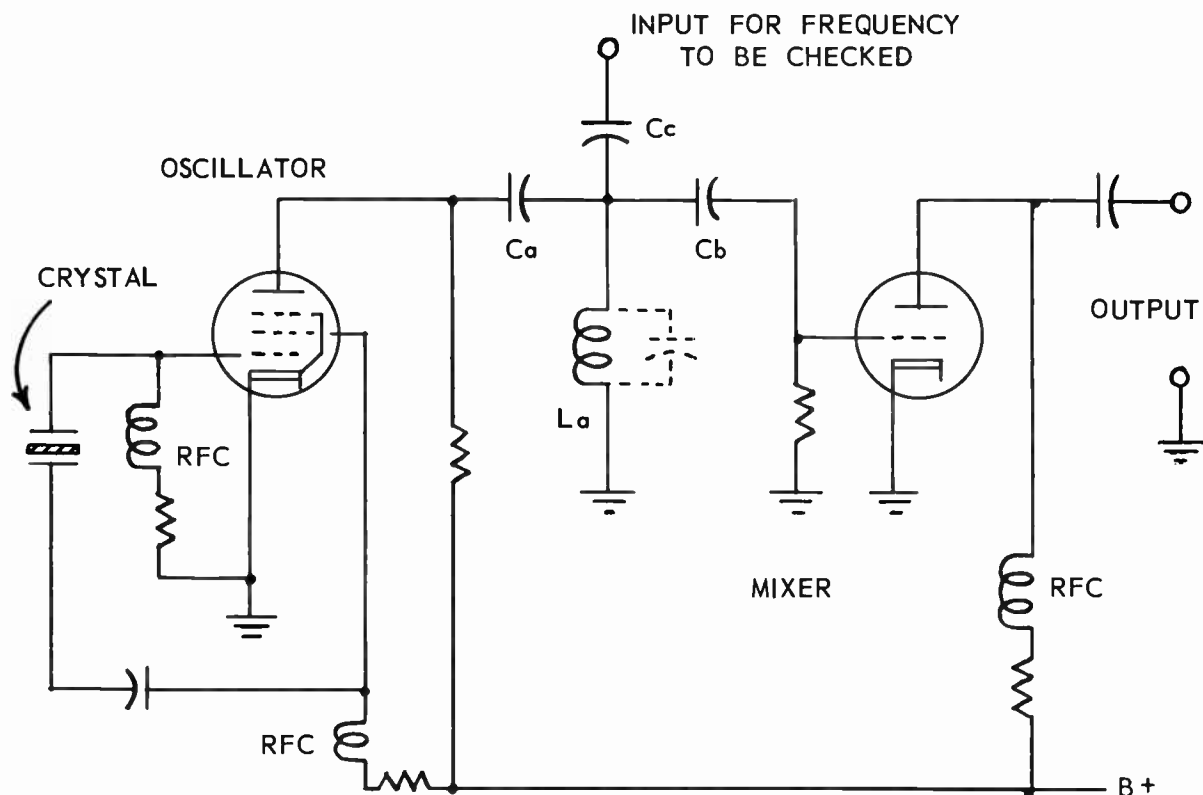 INPUT FOR FREQUENCY
TO BE CHECKED
Cc
OSCILLATOR
Ca
Cb
CRYSTAL
OUTPUT
La
RFC
MIXER
RFC
RFC
B+